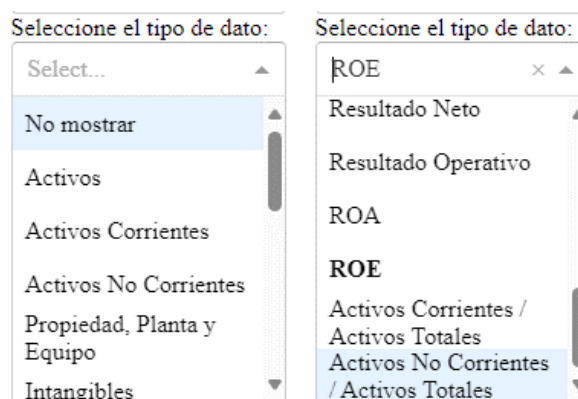 Seleccione el tipo de dato:
Select...
No mostrar
Activos
Activos Corrientes
Activos No Corrientes
Propiedad, Planta y
Equipo
Intangibles
Seleccione el tipo de dato:
ROE
Resultado Neto
Resultado Operativo
ROA
ROE
Activos Corrientes /
Activos Totales
Activos No Corrientes
/ Activos Totales